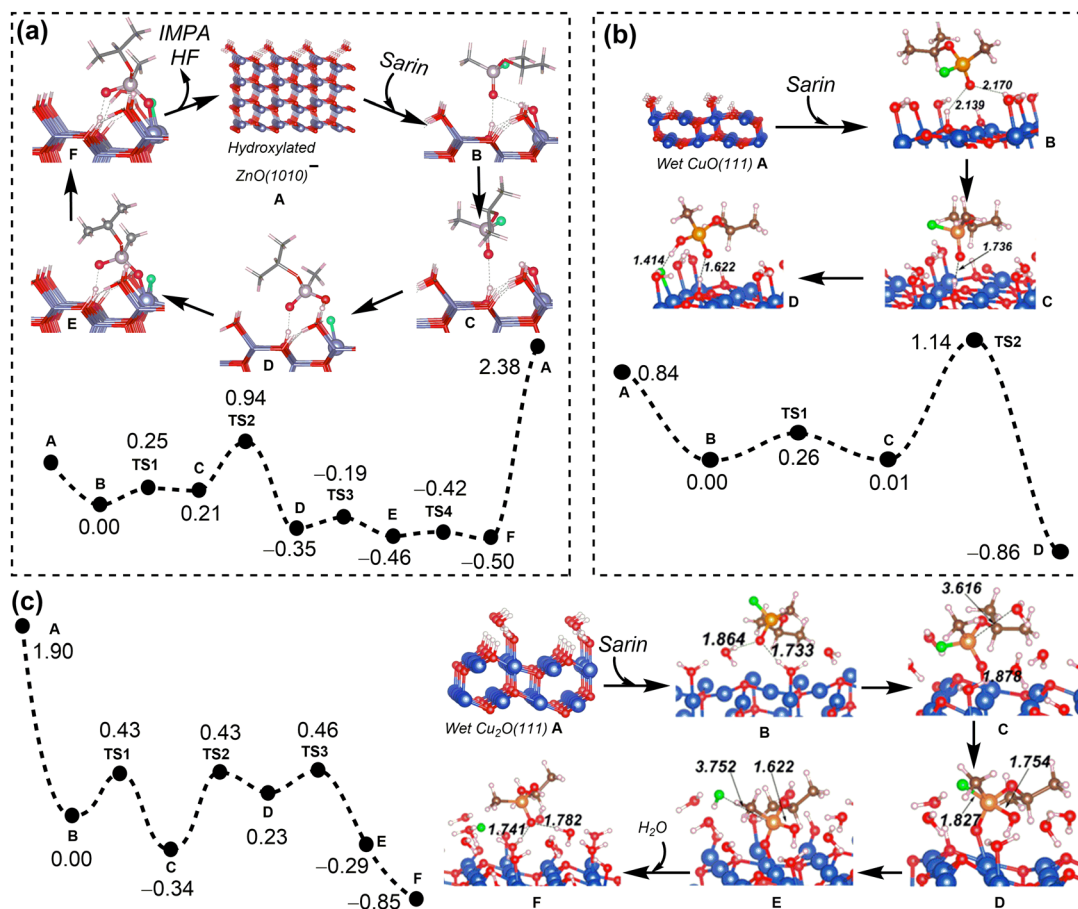 (a)
IMPA
HF
Sarin
Hydroxylated
ZnO(1010)
A
F
B
E
D
C
A
2.38
A
B
0.00
0.25
TS1
C
0.21
0.94
TS2
D
−0.35
−0.19
TS3
E
−0.46
−0.42
TS4
F
−0.50
(b)
Sarin
Wet CuO(111) A
2.170
2.139
B
1.414
1.622
D
1.736
C
0.84
A
B
0.00
TS1
0.26
C
0.01
1.14
TS2
−0.86
D
(c)
A
1.90
B
0.00
0.43
TS1
C
−0.34
0.43
TS2
D
0.23
0.46
TS3
E
−0.29
F
−0.85
Sarin
Wet Cu2O(111) A
1.864
1.733
B
3.616
1.878
C
1.754
1.827
D
3.752
1.622
E
H2O
1.741
1.782
F